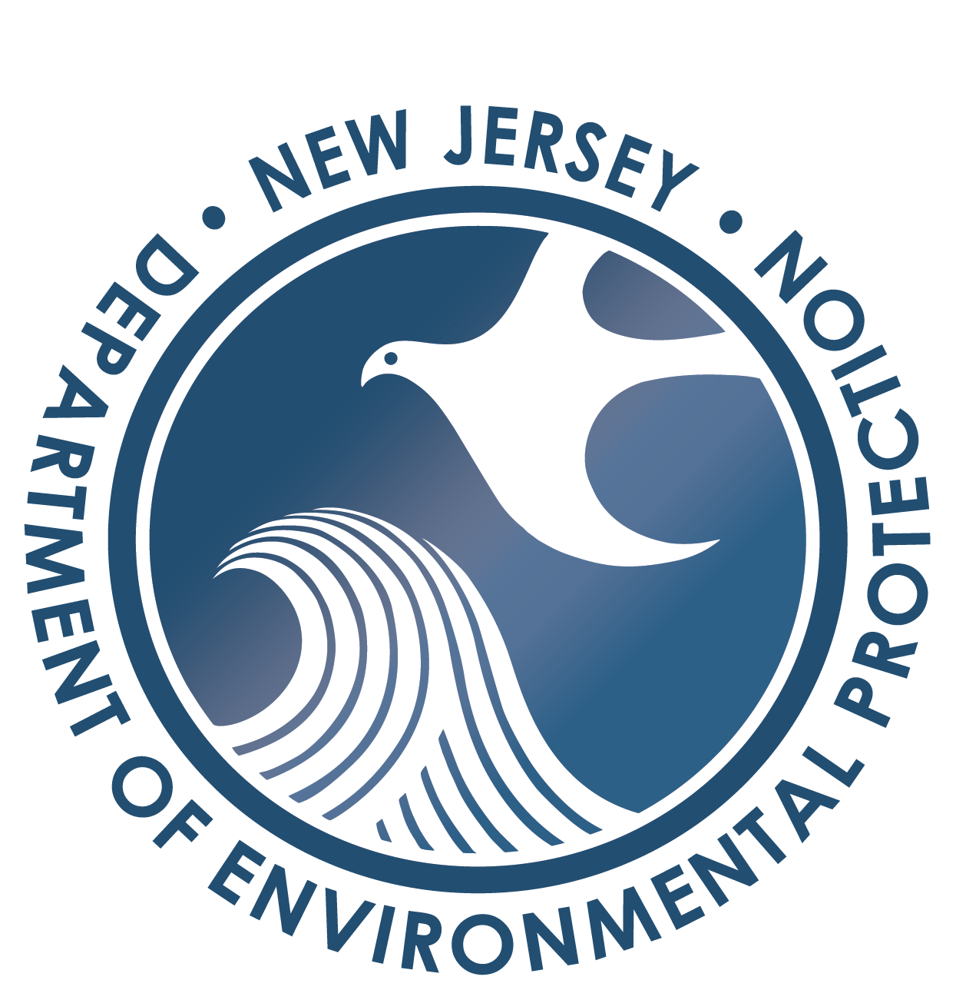 • NEW JERSEY •
DEPARTMENT OF ENVIRONMENTAL PROTECTION